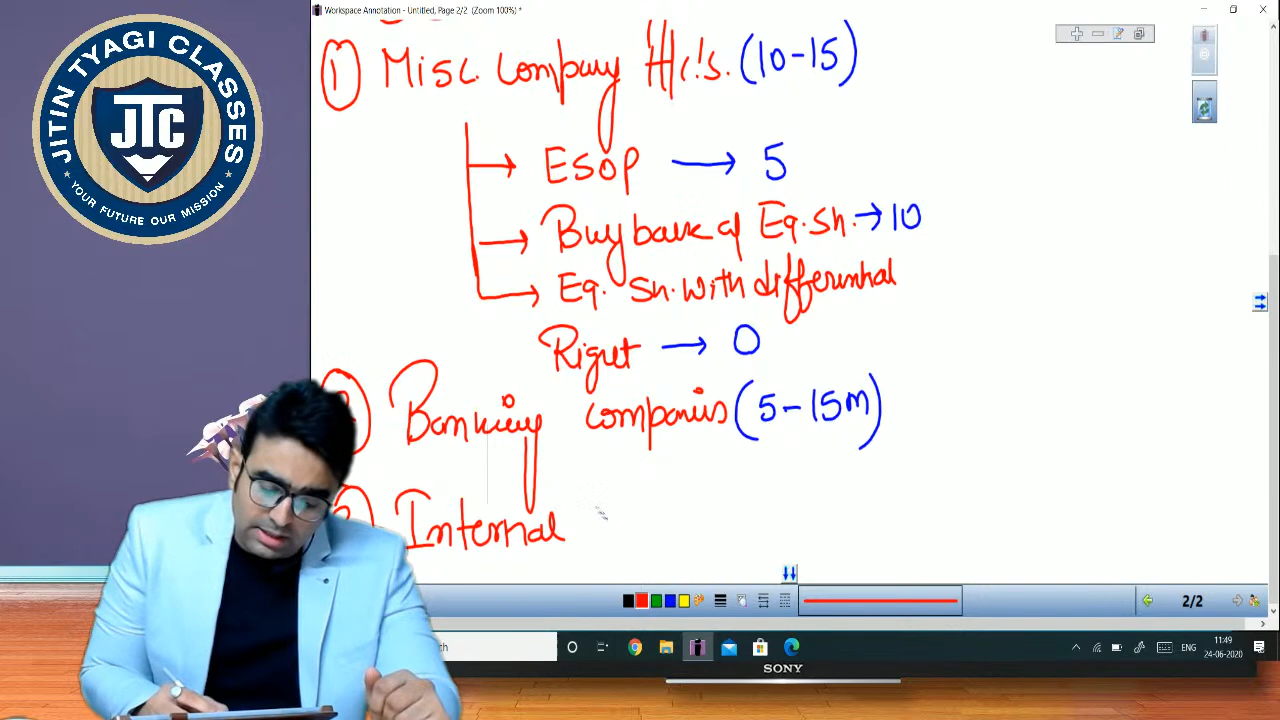 Workspace Annotation - Untitled, Page 2/2 (Zoom 100%) *
JITIN TYAGI CLASSES
JTC
"YOUR FUTURE OUR MISSION"
① Misc. Company A/c's. (10-15)
→ ESOP → 5
→ Buyback of Eq. Sh. → 10
→ Eq. Sh. with differential
Right → 0
Banking Companies (5-15m)
Internal
2/2
ch
ENG
11:49
24-06-2020
SONY